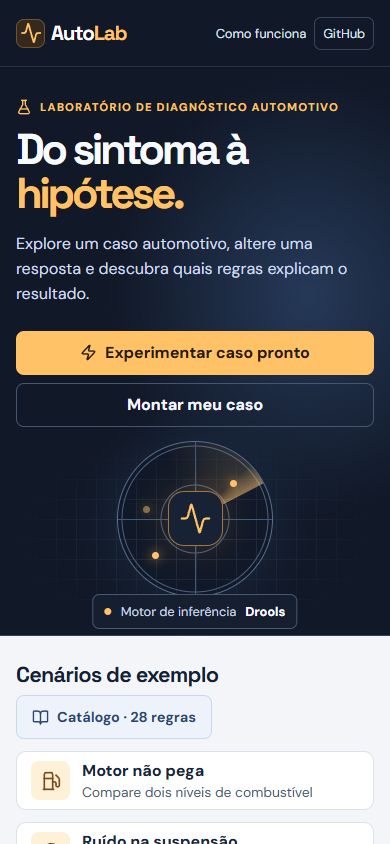 AutoLab
Como funciona
GitHub
LABORATÓRIO DE DIAGNÓSTICO AUTOMOTIVO
Do sintoma à
hipótese.
Explore um caso automotivo, altere uma
resposta e descubra quais regras explicam o
resultado.
Experimentar caso pronto
Montar meu caso
Motor de inferência Drools
Cenários de exemplo
Catálogo · 28 regras
Motor não pega
Compare dois níveis de combustível
Ruído na suspensão